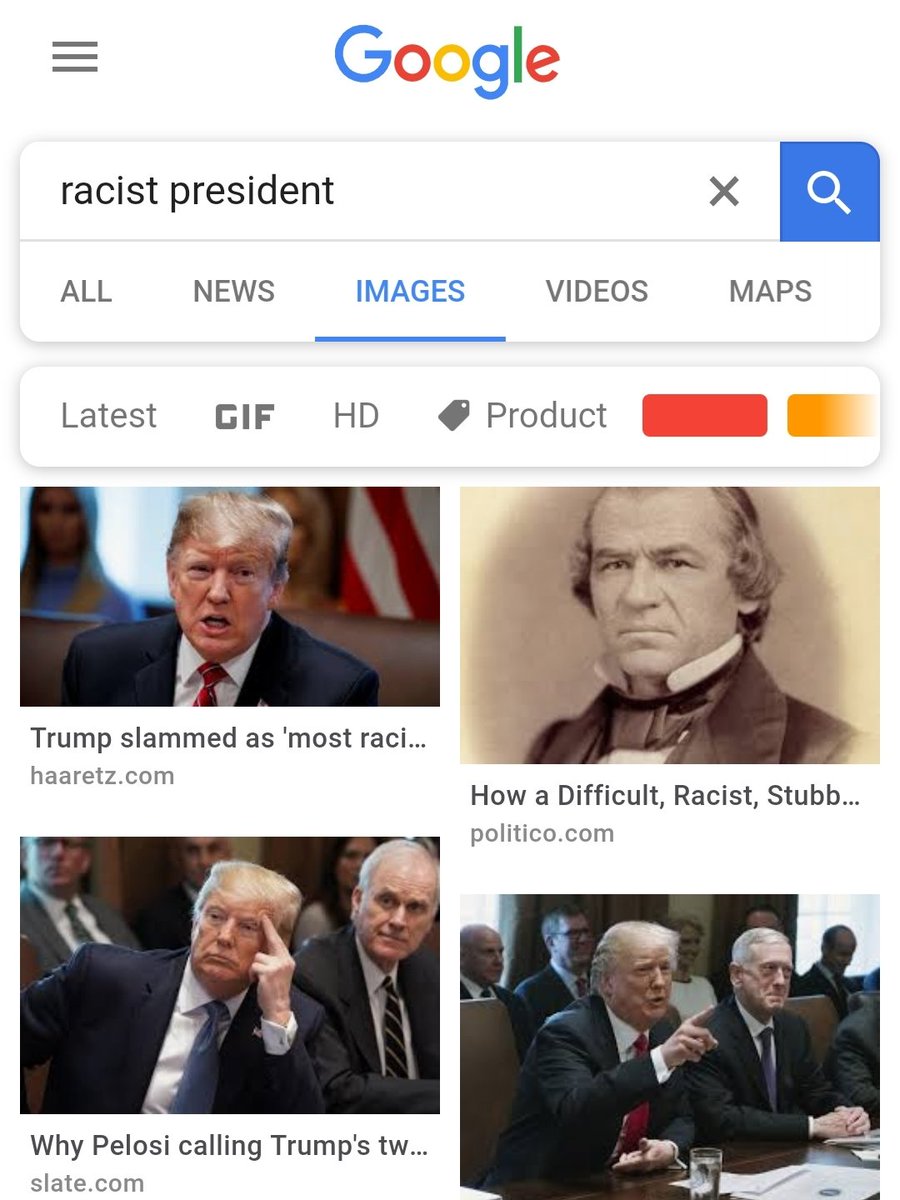 Google
racist president
ALL NEWS IMAGES VIDEOS MAPS
Latest GIF HD Product
Trump slammed as 'most raci...
haaretz.com
How a Difficult, Racist, Stubb...
politico.com
Why Pelosi calling Trump's tw...
slate.com